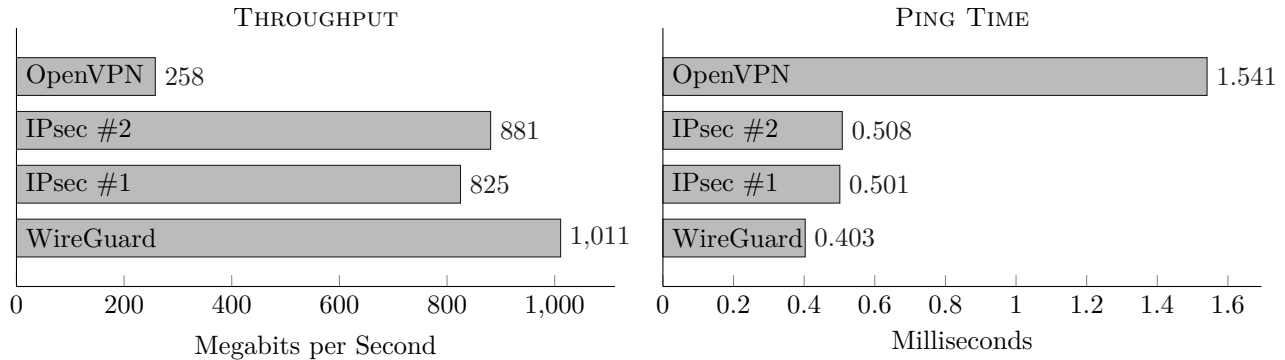 THROUGHPUT
OpenVPN 258
IPsec #2 881
IPsec #1 825
WireGuard 1,011
0 200 400 600 800 1,000
Megabits per Second
PING TIME
OpenVPN 1.541
IPsec #2 0.508
IPsec #1 0.501
WireGuard 0.403
0 0.2 0.4 0.6 0.8 1 1.2 1.4 1.6
Milliseconds